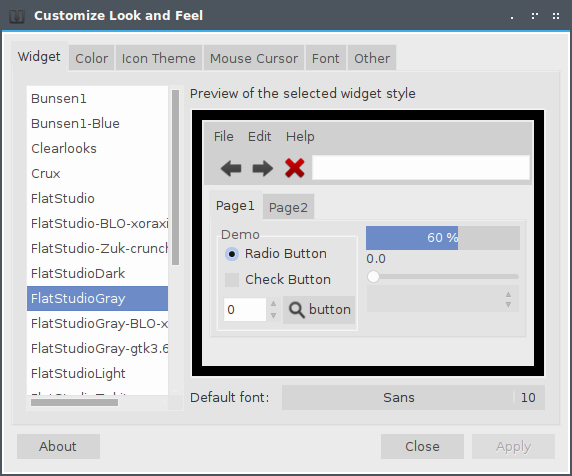 Customize Look and Feel
Widget Color Icon Theme Mouse Cursor Font Other
Bunsen1
Bunsen1-Blue
Clearlooks
Crux
FlatStudio
FlatStudio-BLO-xoraxi
FlatStudio-Zuk-crunch
FlatStudioDark
FlatStudioGray
FlatStudioGray-BLO-x
FlatStudioGray-gtk3.6
FlatStudioLight
Preview of the selected widget style
File Edit Help
Page1 Page2
Demo
Radio Button
Check Button
0 button
60 %
0.0
Default font: Sans 10
About Close Apply